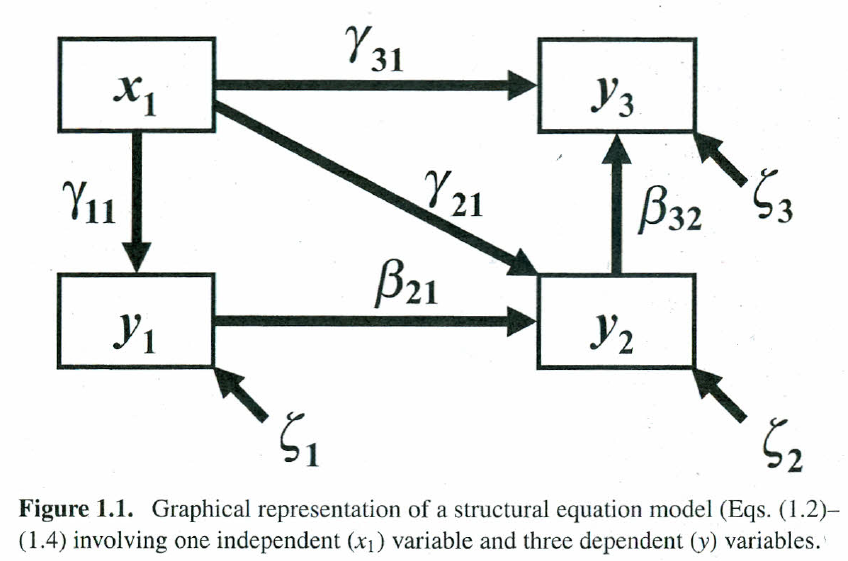 γ31
x1
y3
γ11
γ21
β32
ζ3
β21
y1
y2
ζ1
ζ2
Figure 1.1. Graphical representation of a structural equation model (Eqs. (1.2)–
(1.4) involving one independent (x1) variable and three dependent (y) variables.